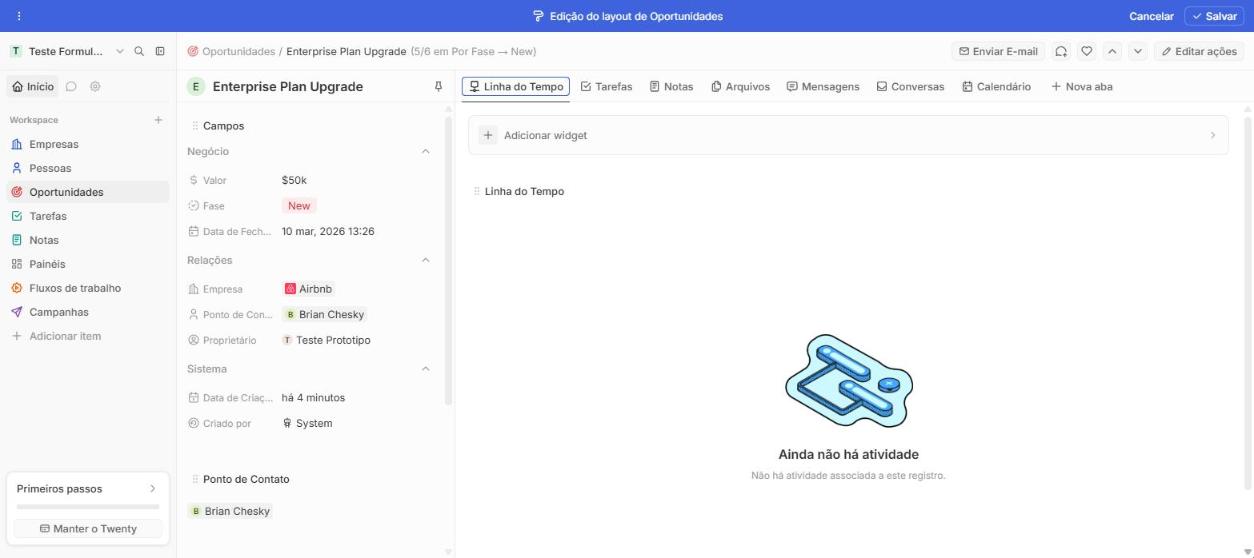 Edição do layout de Oportunidades
Cancelar
Salvar
T Teste Formul...
Oportunidades / Enterprise Plan Upgrade (5/6 em Por Fase → New)
Enviar E-mail
Editar ações
Início
Workspace
Empresas
Pessoas
Oportunidades
Tarefas
Notas
Painéis
Fluxos de trabalho
Campanhas
Adicionar item
Primeiros passos
Manter o Twenty
E Enterprise Plan Upgrade
Campos
Negócio
Valor $50k
Fase New
Data de Fech... 10 mar, 2026 13:26
Relações
Empresa Airbnb
Ponto de Con... B Brian Chesky
Proprietário T Teste Prototipo
Sistema
Data de Criaç... há 4 minutos
Criado por System
Ponto de Contato
B Brian Chesky
Linha do Tempo
Tarefas
Notas
Arquivos
Mensagens
Conversas
Calendário
Nova aba
Adicionar widget
Linha do Tempo
Ainda não há atividade
Não há atividade associada a este registro.